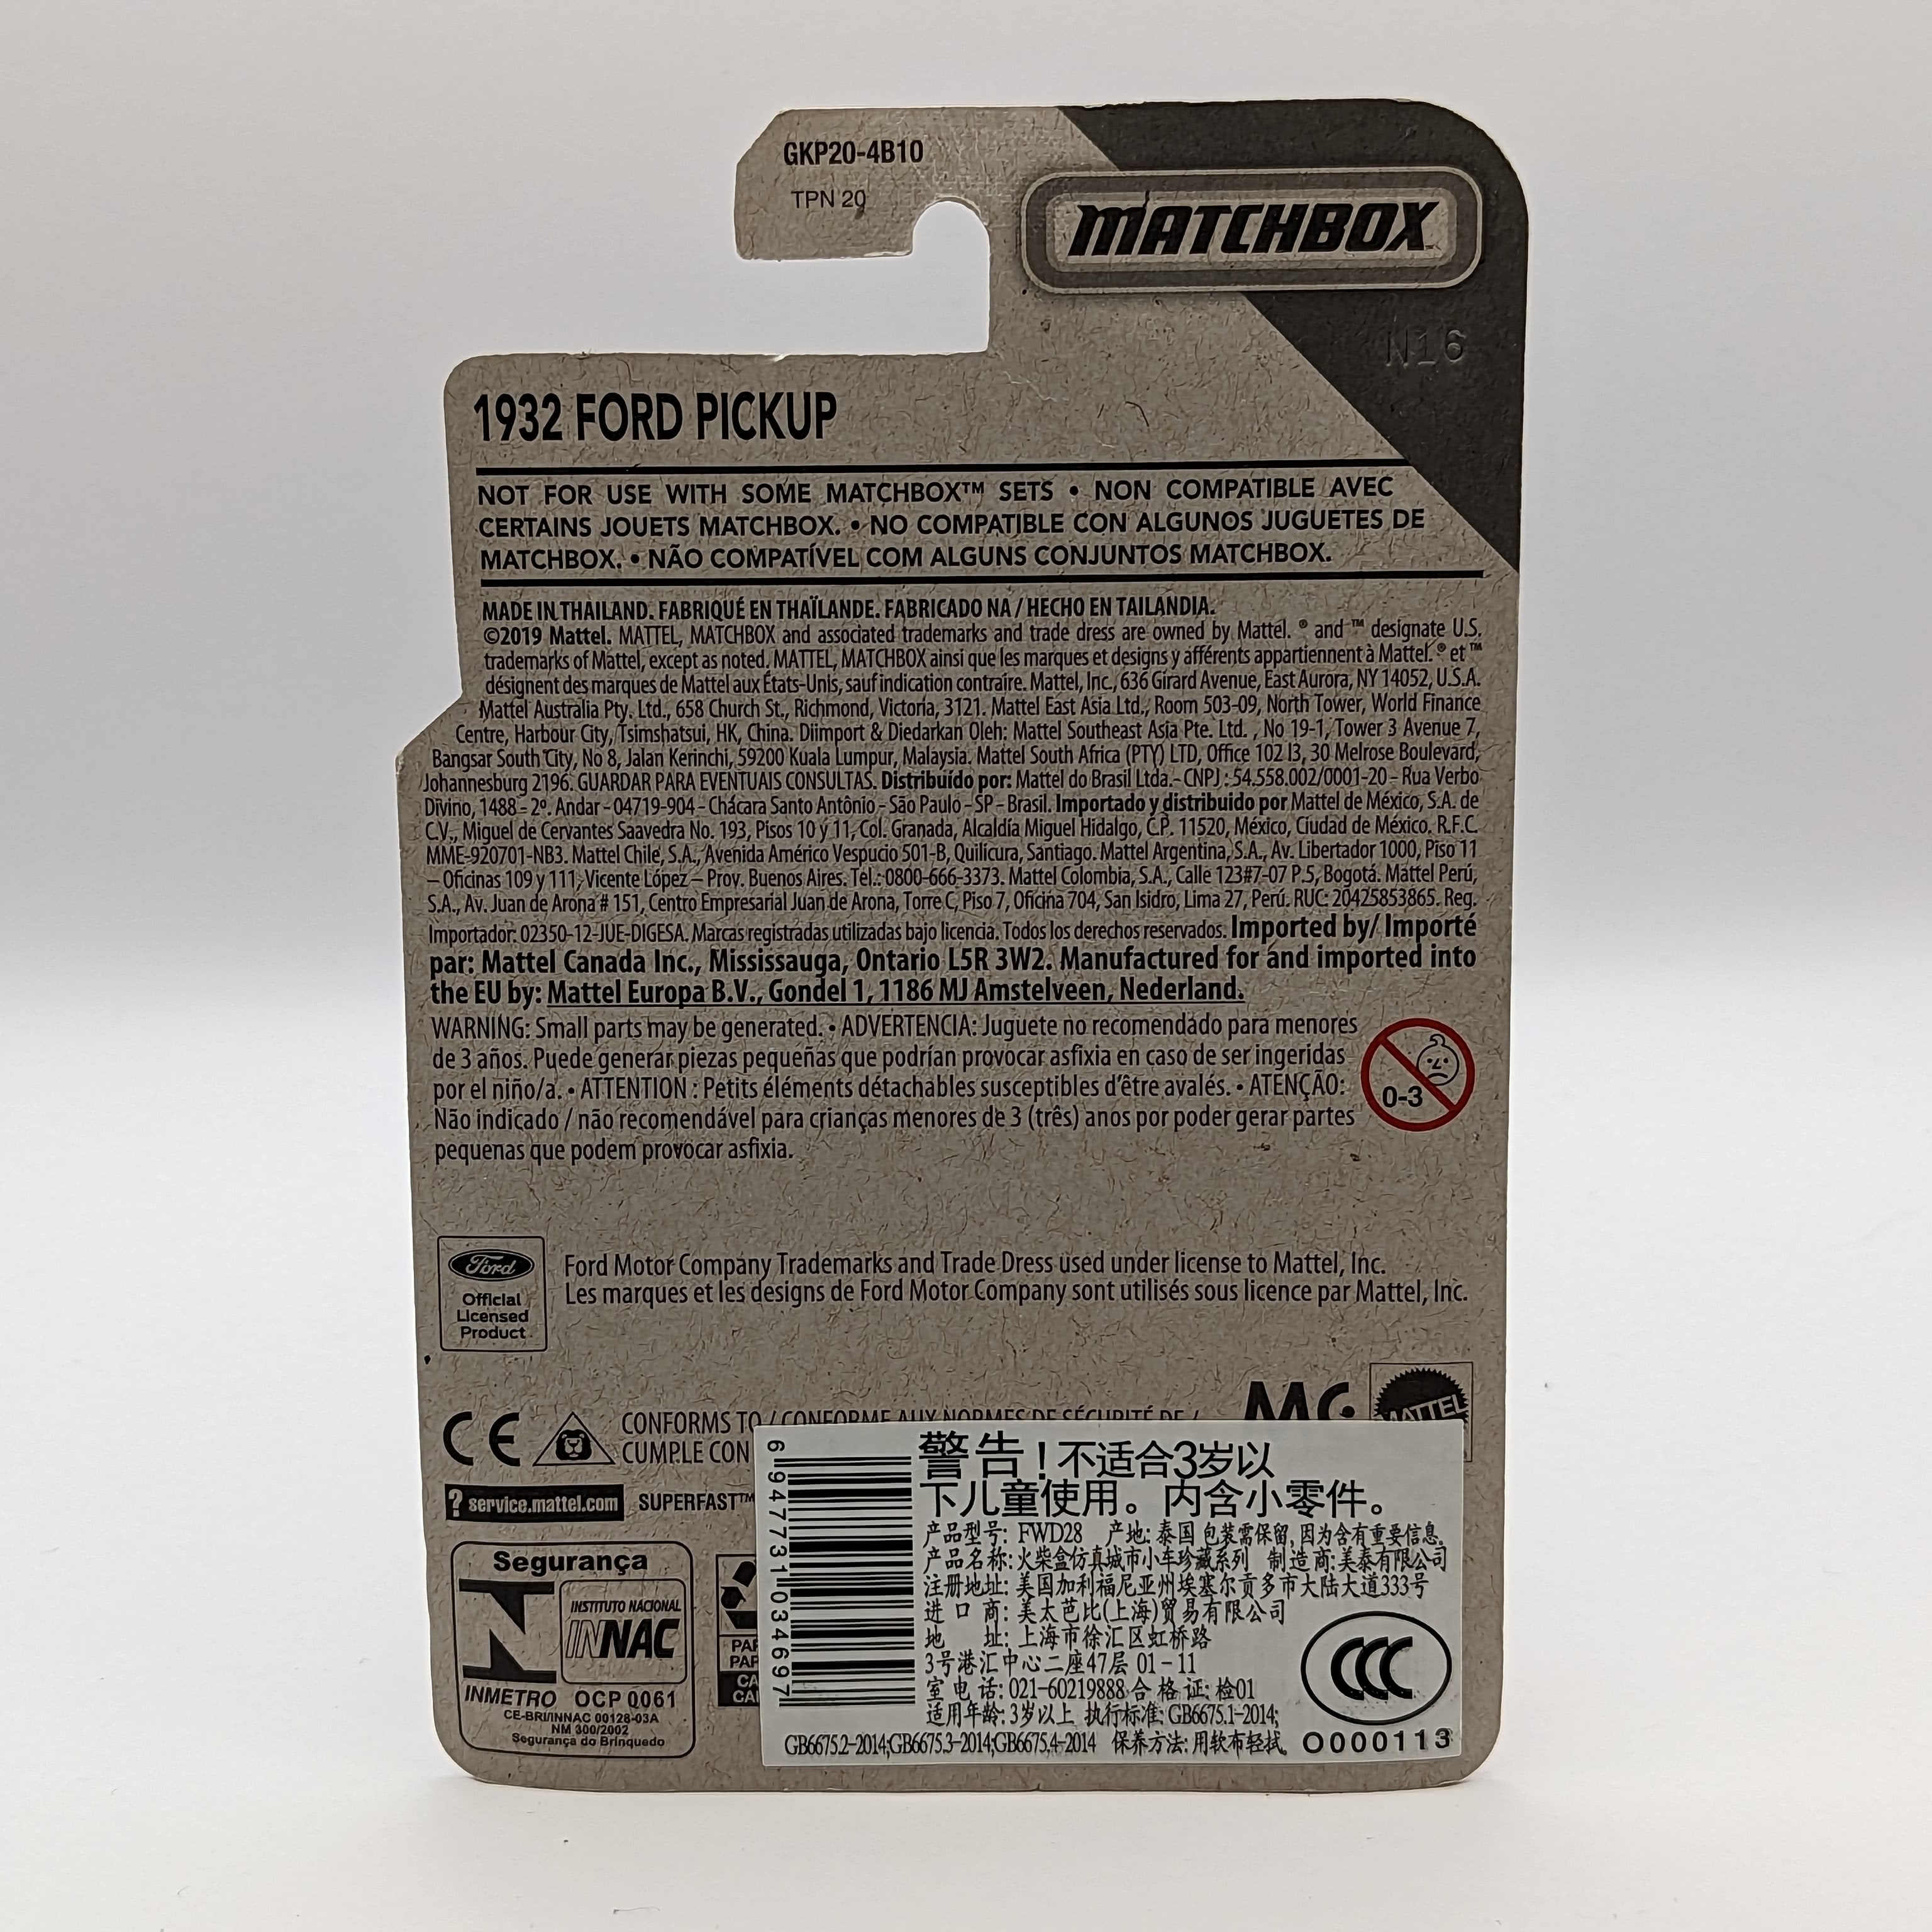 GKP20-4B10
TPN 20
MATCHBOX
N16
1932 FORD PICKUP
NOT FOR USE WITH SOME MATCHBOX™ SETS • NON COMPATIBLE AVEC
CERTAINS JOUETS MATCHBOX. • NO COMPATIBLE CON ALGUNOS JUGUETES DE
MATCHBOX. • NÃO COMPATÍVEL COM ALGUNS CONJUNTOS MATCHBOX.
MADE IN THAILAND. FABRIQUÉ EN THAÏLANDE. FABRICADO NA / HECHO EN TAILANDIA.
©2019 Mattel. MATTEL, MATCHBOX and associated trademarks and trade dress are owned by Mattel. ® and ™ designate U.S.
trademarks of Mattel, except as noted. MATTEL, MATCHBOX ainsi que les marques et designs y afférents appartiennent à Mattel. ® et ™
désignent des marques de Mattel aux États-Unis, sauf indication contraire. Mattel, Inc., 636 Girard Avenue, East Aurora, NY 14052, U.S.A.
Mattel Australia Pty. Ltd., 658 Church St., Richmond, Victoria, 3121. Mattel East Asia Ltd., Room 503-09, North Tower, World Finance
Centre, Harbour City, Tsimshatsui, HK, China. Diimport & Diedarkan Oleh: Mattel Southeast Asia Pte. Ltd. , No 19-1, Tower 3 Avenue 7,
Bangsar South City, No 8, Jalan Kerinchi, 59200 Kuala Lumpur, Malaysia. Mattel South Africa (PTY) LTD, Office 102 I3, 30 Melrose Boulevard,
Johannesburg 2196. GUARDAR PARA EVENTUAIS CONSULTAS. Distribuído por: Mattel do Brasil Ltda.- CNPJ : 54.558.002/0001-20 – Rua Verbo
Divino, 1488 - 2º. Andar - 04719-904 - Chácara Santo Antônio - São Paulo - SP - Brasil. Importado y distribuido por Mattel de México, S.A. de
C.V., Miguel de Cervantes Saavedra No. 193, Pisos 10 y 11, Col. Granada, Alcaldía Miguel Hidalgo, C.P. 11520, México, Ciudad de México. R.F.C.
MME-920701-NB3. Mattel Chile, S.A., Avenida Américo Vespucio 501-B, Quilicura, Santiago. Mattel Argentina, S.A., Av. Libertador 1000, Piso 11
– Oficinas 109 y 111, Vicente López – Prov. Buenos Aires. Tel.: 0800-666-3373. Mattel Colombia, S.A., Calle 123#7-07 P.5, Bogotá. Mattel Perú,
S.A., Av. Juan de Arona # 151, Centro Empresarial Juan de Arona, Torre C, Piso 7, Oficina 704, San Isidro, Lima 27, Perú. RUC: 20425853865. Reg.
Importador: 02350-12-JUE-DIGESA. Marcas registradas utilizadas bajo licencia. Todos los derechos reservados. Imported by/ Importé
par: Mattel Canada Inc., Mississauga, Ontario L5R 3W2. Manufactured for and imported into
the EU by: Mattel Europa B.V., Gondel 1, 1186 MJ Amstelveen, Nederland.
WARNING: Small parts may be generated. • ADVERTENCIA: Juguete no recomendado para menores
de 3 años. Puede generar piezas pequeñas que podrían provocar asfixia en caso de ser ingeridas
por el niño/a. • ATTENTION : Petits éléments détachables susceptibles d'être avalés. • ATENÇÃO:
Não indicado / não recomendável para crianças menores de 3 (três) anos por poder gerar partes
pequenas que podem provocar asfixia.
0-3
Ford
Official
Licensed
Product
Ford Motor Company Trademarks and Trade Dress used under license to Mattel, Inc.
Les marques et les designs de Ford Motor Company sont utilisés sous licence par Mattel, Inc.
MATTEL
CE
CONFORMS TO / CONFORME AUX NORMES DE SÉCURITÉ DE /
CUMPLE CON
? service.mattel.com
SUPERFAST™
Segurança
INSTITUTO NACIONAL
INNAC
INMETRO OCP 0061
CE-BRI/INNAC 00128-03A
NM 300/2002
Segurança do Brinquedo
6 947731 034697
警告!不适合3岁以
下儿童使用。内含小零件。
产品型号: FWD28 产地: 泰国 包装需保留,因为含有重要信息。
产品名称: 火柴盒仿真城市小车珍藏系列 制造商:美泰有限公司
注册地址: 美国加利福尼亚州埃塞尔贡多市大陆大道333号
进口商: 美太芭比(上海)贸易有限公司
地 址: 上海市徐汇区虹桥路
3号港汇中心二座47层 01-11
室 电 话: 021-60219888 合格证: 检01
适用年龄: 3岁以上 执行标准: GB6675.1-2014;
GB6675.2-2014;GB6675.3-2014;GB6675.4-2014 保养方法: 用软布轻拭。
CCC
O000113